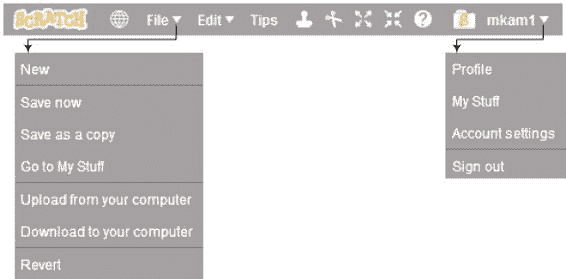 SCRATCH File Edit Tips ? S mkam1
New
Save now
Save as a copy
Go to My Stuff
Upload from your computer
Download to your computer
Revert
Profile
My Stuff
Account settings
Sign out